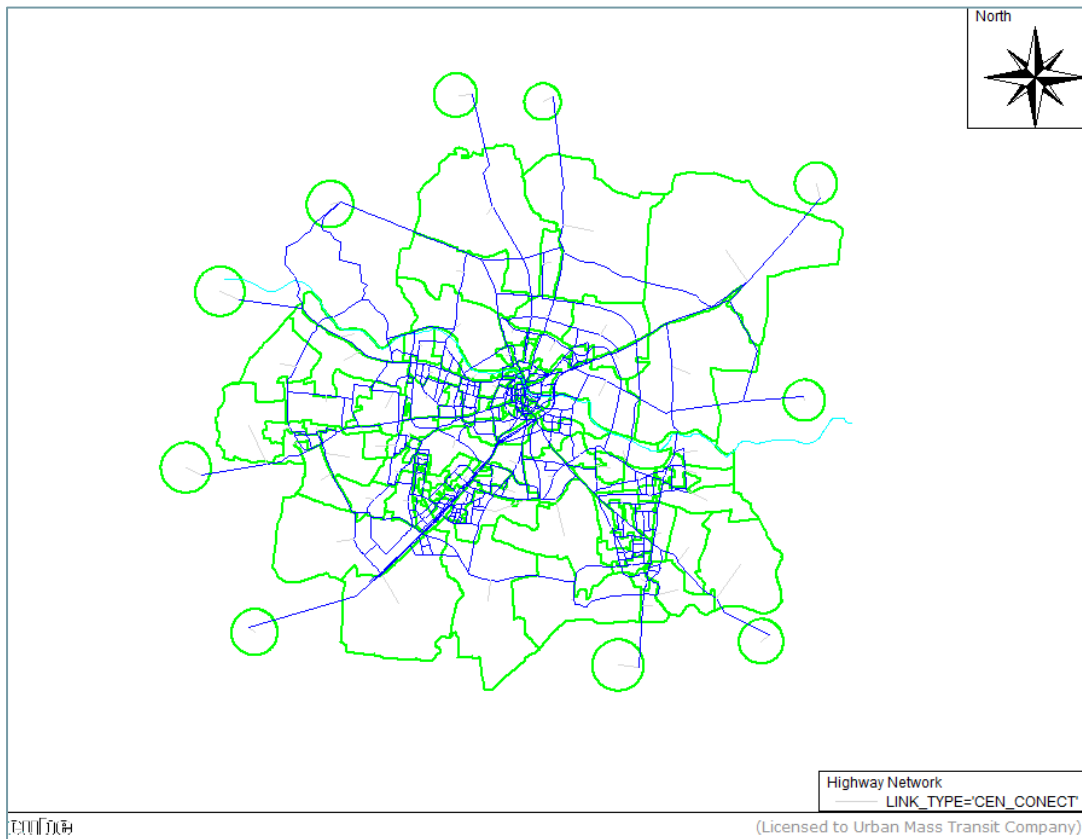 North
Highway Network
LINK_TYPE='CEN_CONECT'
(Licensed to Urban Mass Transit Company)